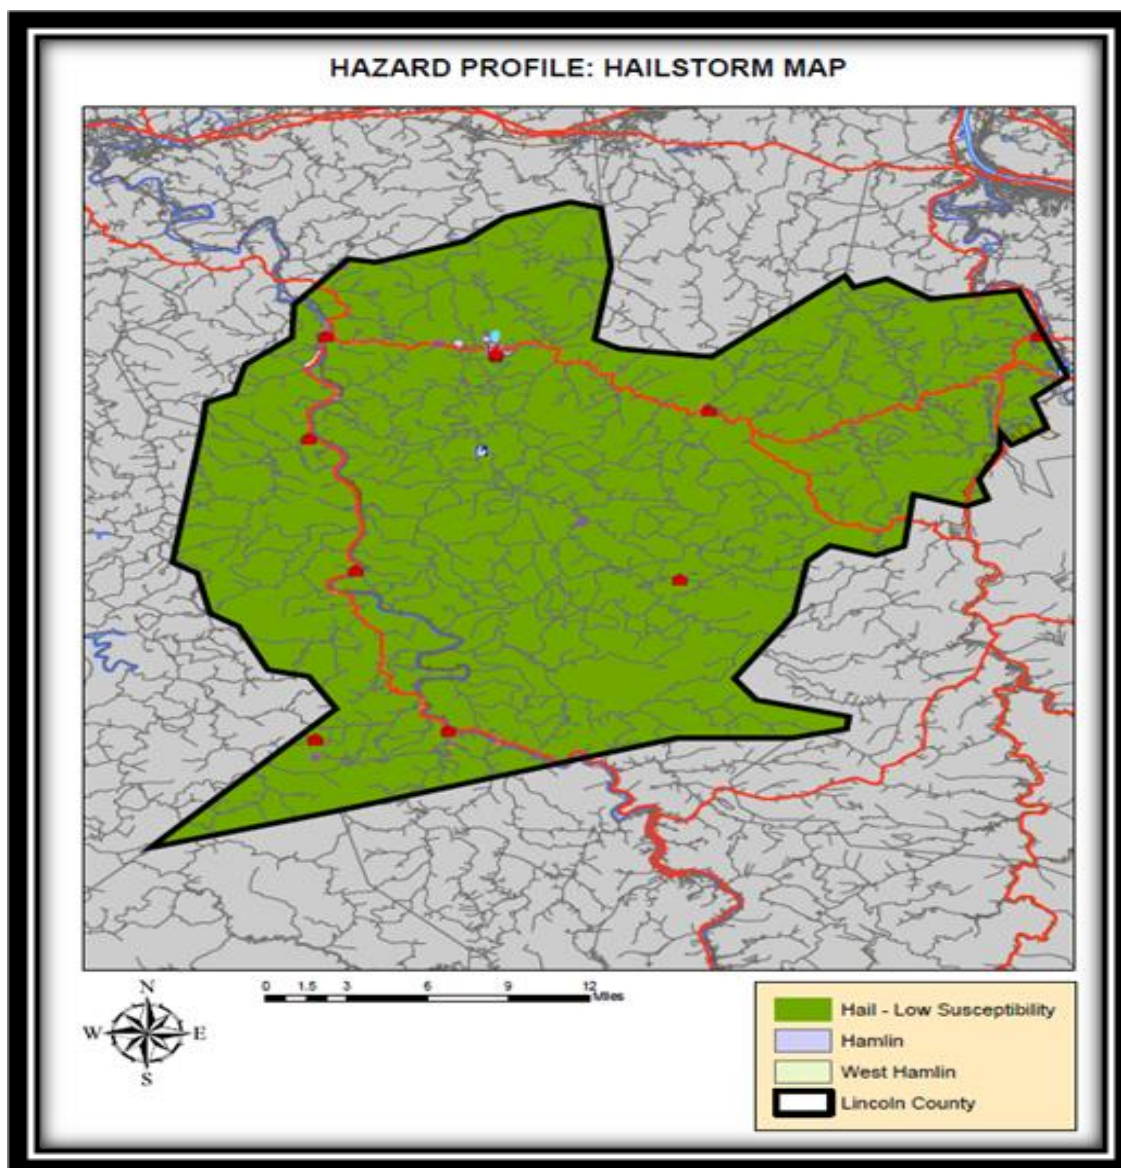 HAZARD PROFILE: HAILSTORM MAP
N
W E
S
0 1.5 3 6 9 12 Miles
Hail - Low Susceptibility
Hamlin
West Hamlin
Lincoln County